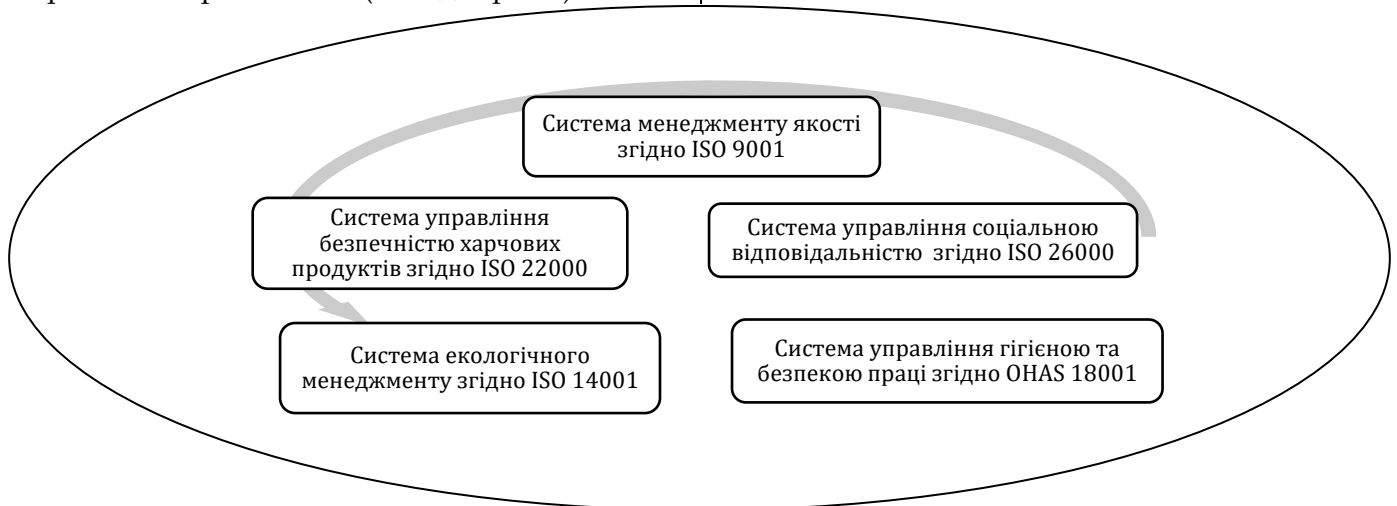 Система менеджменту якості
згідно ISO 9001
Система управління
безпечністю харчових
продуктів згідно ISO 22000
Система управління соціальною
відповідальністю згідно ISO 26000
Система екологічного
менеджменту згідно ISO 14001
Система управління гігієною та
безпекою праці згідно OHAS 18001